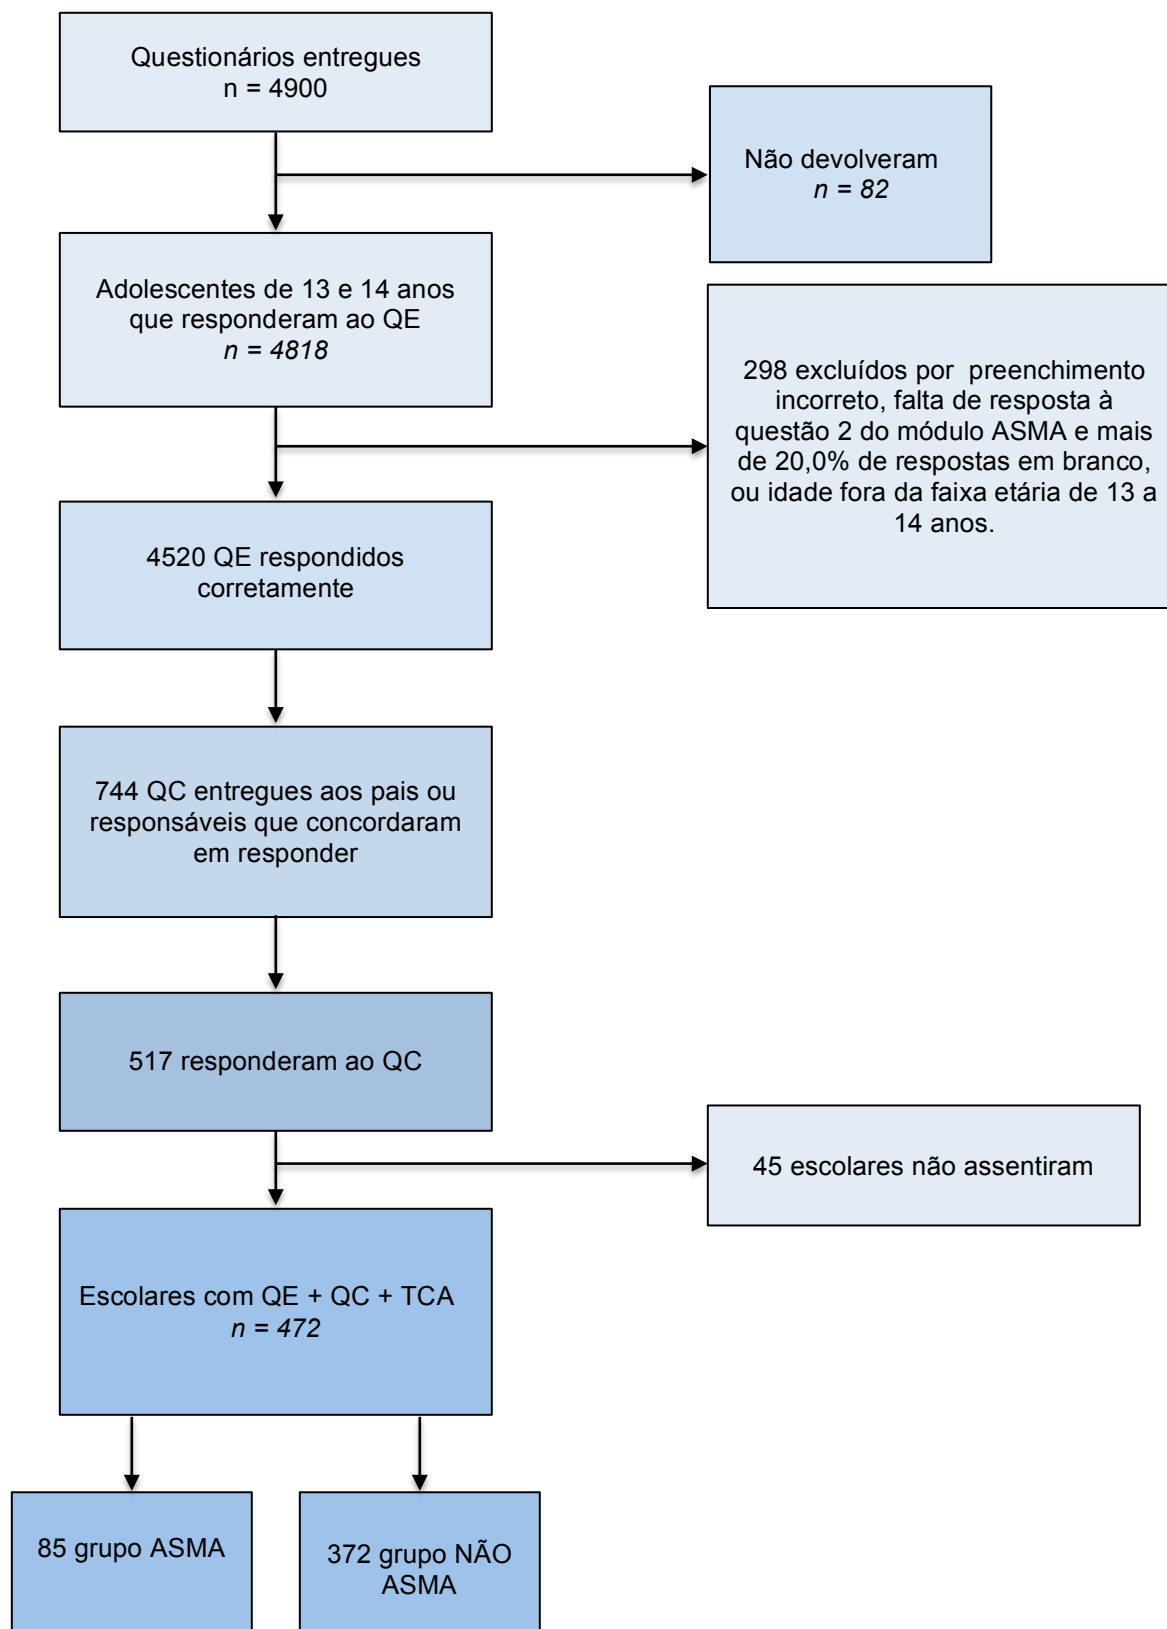 Questionários entregues
n = 4900
Não devolveram
n = 82
Adolescentes de 13 e 14 anos
que responderam ao QE
n = 4818
298 excluídos por preenchimento
incorreto, falta de resposta à
questão 2 do módulo ASMA e mais
de 20,0% de respostas em branco,
ou idade fora da faixa etária de 13 a
14 anos.
4520 QE respondidos
corretamente
744 QC entregues aos pais ou
responsáveis que concordaram
em responder
517 responderam ao QC
45 escolares não assentiram
Escolares com QE + QC + TCA
n = 472
85 grupo ASMA
372 grupo NÃO
ASMA